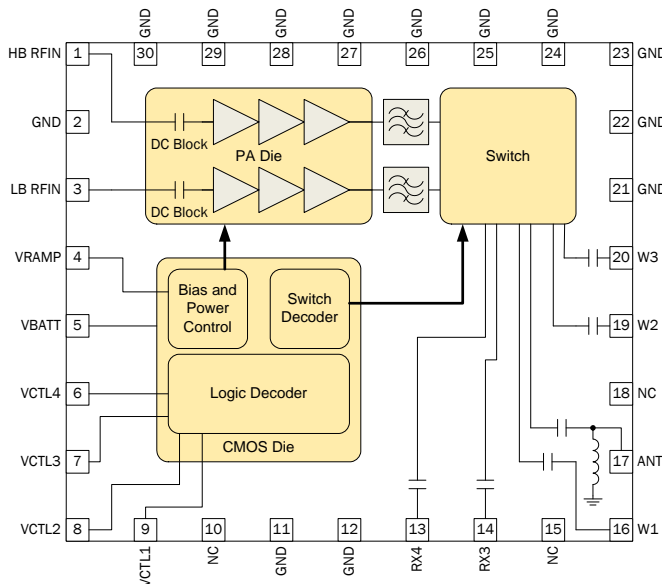 GND GND GND GND GND GND GND
HB RFIN 1 30 29 28 27 26 25 24 23 GND
GND 2 22 GND
LB RFIN 3 21 GND
VRAMP 4 20 W3
VBATT 5 19 W2
VCTL4 6 18 NC
VCTL3 7 17 ANT
VCTL2 8 9 10 11 12 13 14 15 16 W1
VCTL1 NC GND GND RX4 RX3 NC
DC Block
PA Die
DC Block
Switch
Bias and
Power
Control
Switch
Decoder
Logic Decoder
CMOS Die